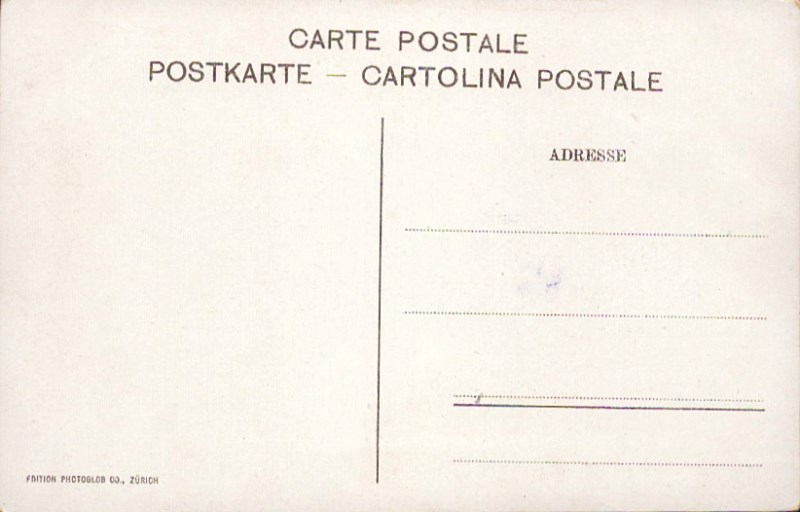 CARTE POSTALE
POSTKARTE — CARTOLINA POSTALE
ADRESSE
EDITION PHOTOGLOB CO., ZÜRICH